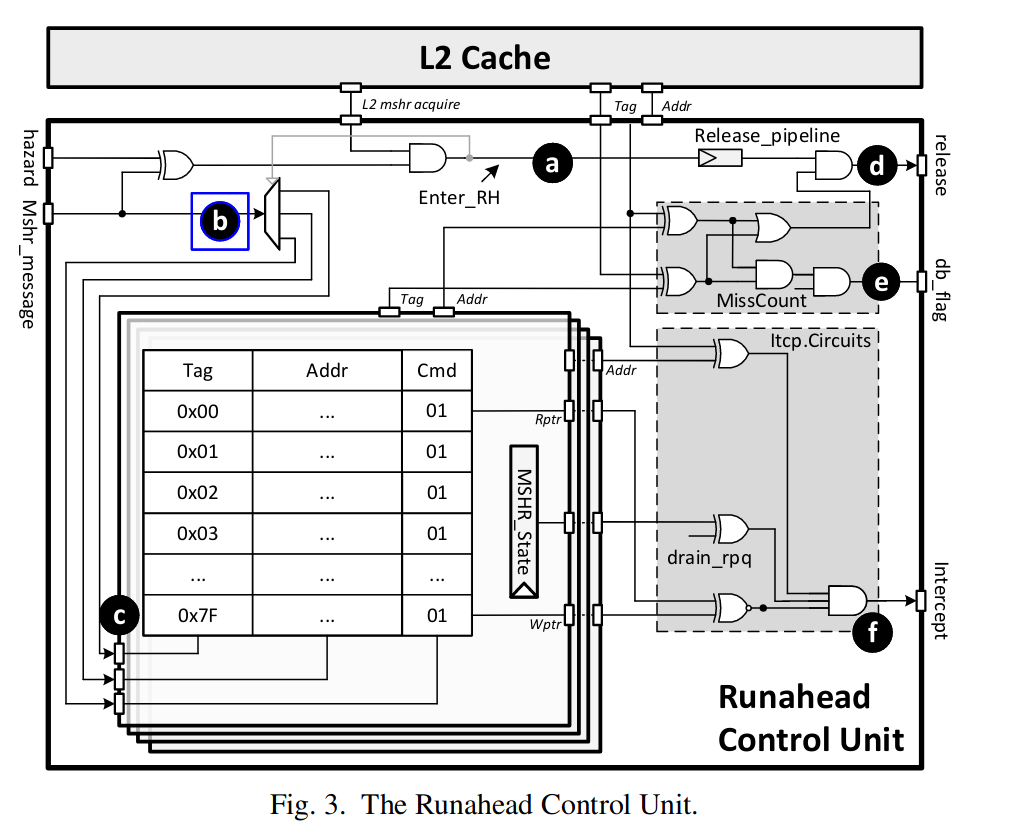 L2 Cache
L2 mshr acquire
Tag
Addr
hazard
Mshr_message
Release_pipeline
release
a
b
d
Enter_RH
e
db_flag
MissCount
Tag
Addr
Itcp.Circuits
Addr
Tag Addr Cmd
0x00 ... 01
0x01 ... 01
0x02 ... 01
0x03 ... 01
... ... ...
0x7F ... 01
Rptr
MSHR_State
Wptr
drain_rpq
c
f
Intercept
Runahead
Control Unit
Fig. 3. The Runahead Control Unit.